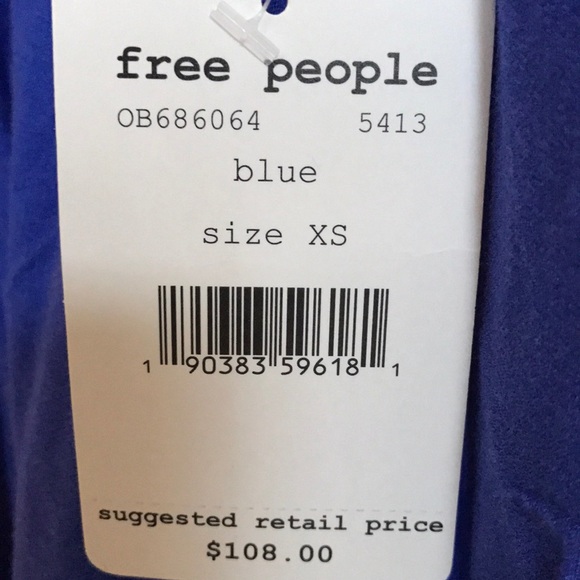 free people
OB686064 5413
blue
size XS
1 90383 59618 1
suggested retail price
$108.00